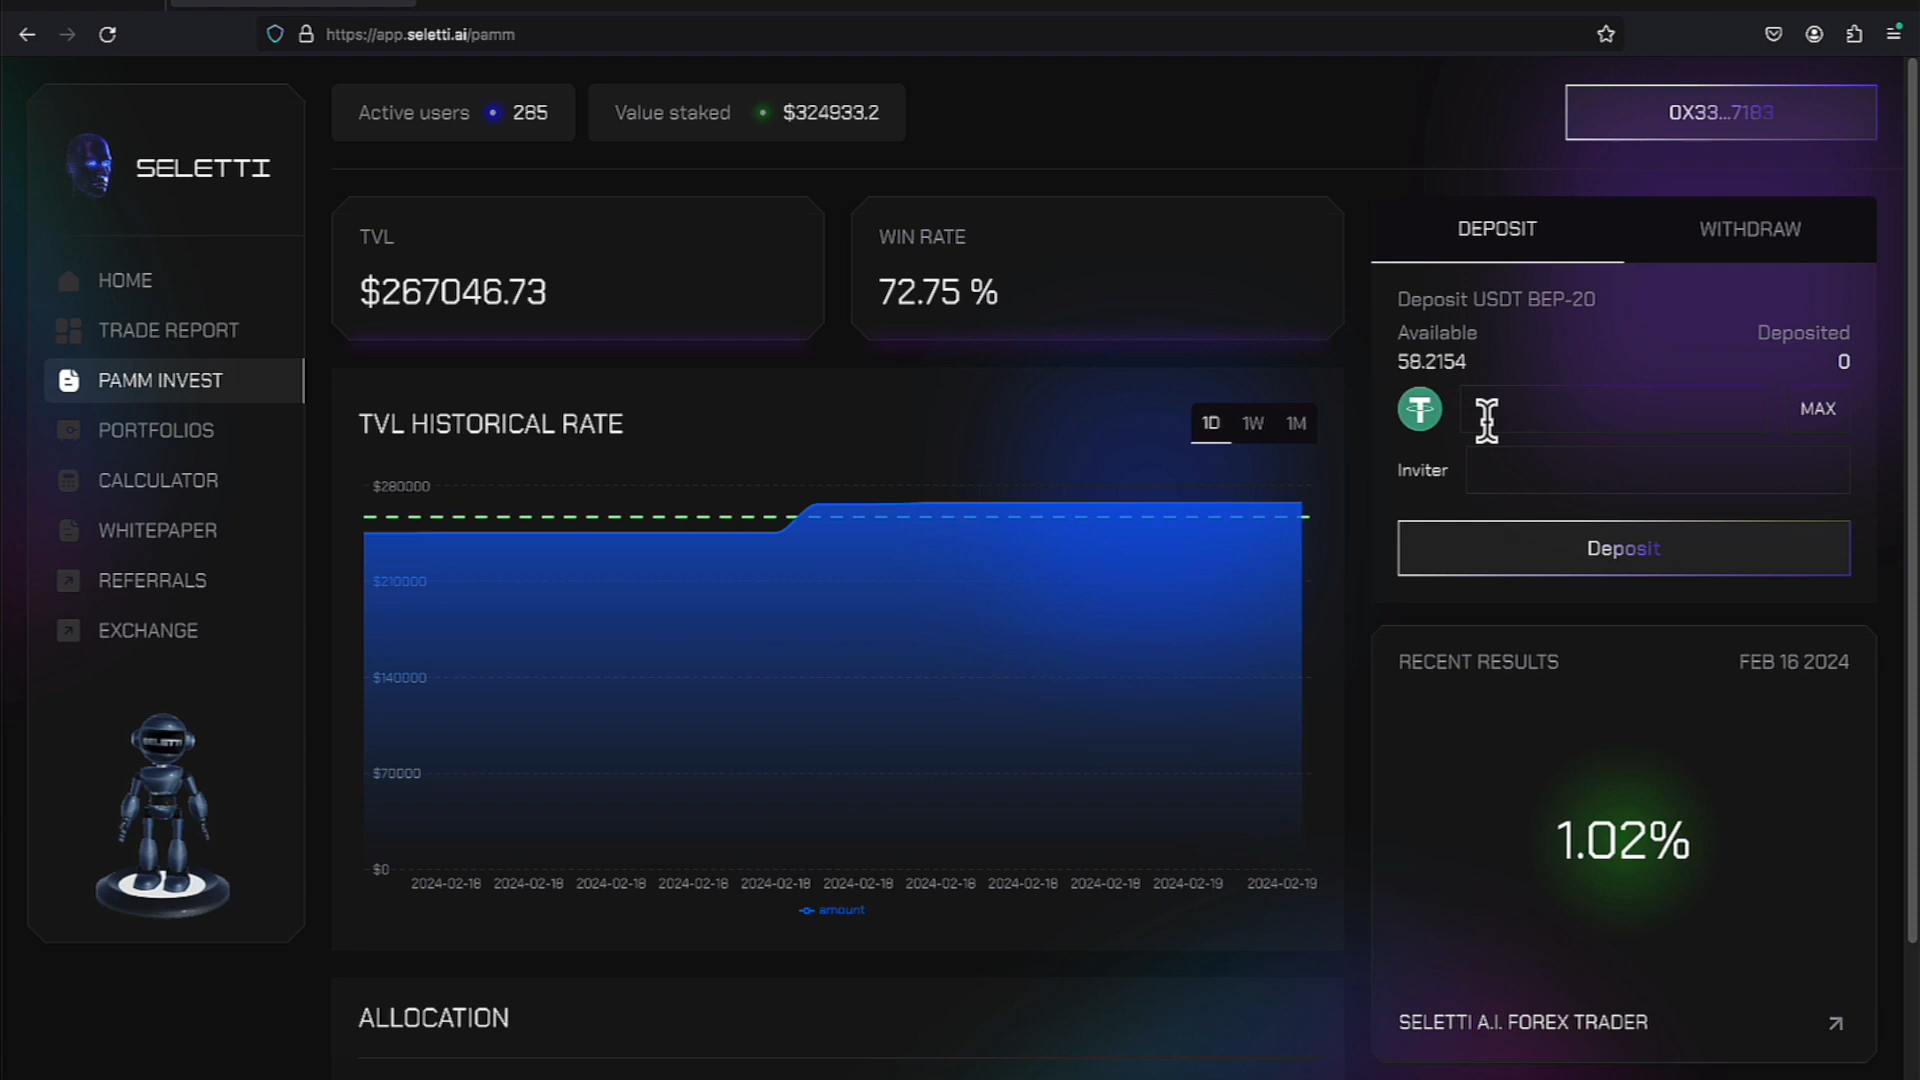 https://app.seletti.ai/pamm
SELETTI
HOME
TRADE REPORT
PAMM INVEST
PORTFOLIOS
CALCULATOR
WHITEPAPER
REFERRALS
EXCHANGE
SELETTI
Active users 285
Value staked $324933.2
0X33...7183
TVL
$267046.73
WIN RATE
72.75 %
TVL HISTORICAL RATE
1D 1W 1M
$280000
$210000
$140000
$70000
$0
2024-02-18 2024-02-18 2024-02-18 2024-02-18 2024-02-18 2024-02-18 2024-02-18 2024-02-18 2024-02-18 2024-02-19 2024-02-19
amount
ALLOCATION
DEPOSIT WITHDRAW
Deposit USDT BEP-20
Available Deposited
58.2154 0
MAX
Inviter
Deposit
RECENT RESULTS FEB 16 2024
1.02%
SELETTI A.I. FOREX TRADER